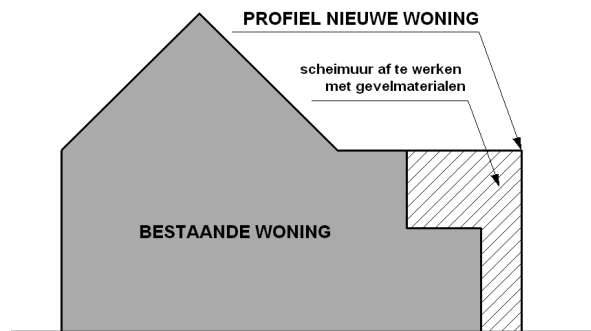 PROFIEL NIEUWE WONING
scheimuur af te werken
met gevelmaterialen
BESTAANDE WONING